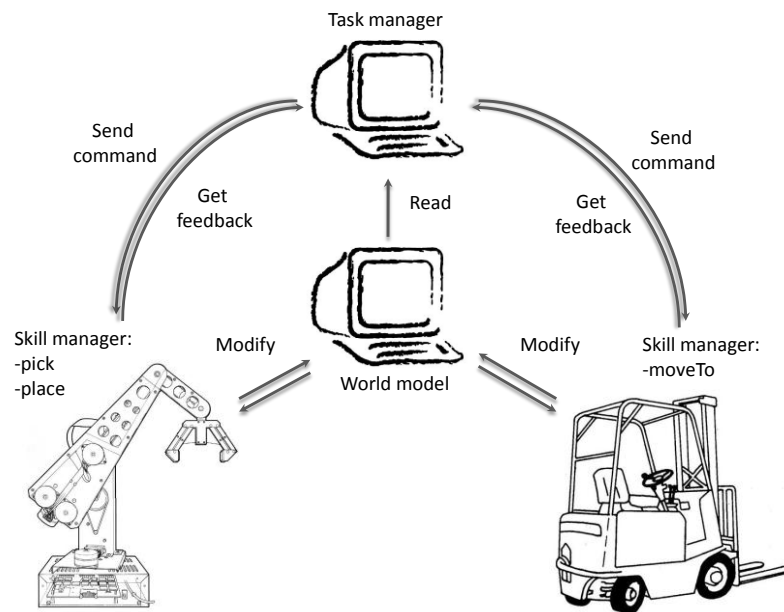 Task manager
Send
command
Get
feedback
Send
command
Get
feedback
Read
Skill manager:
-pick
-place
Modify
World model
Modify
Skill manager:
-moveTo